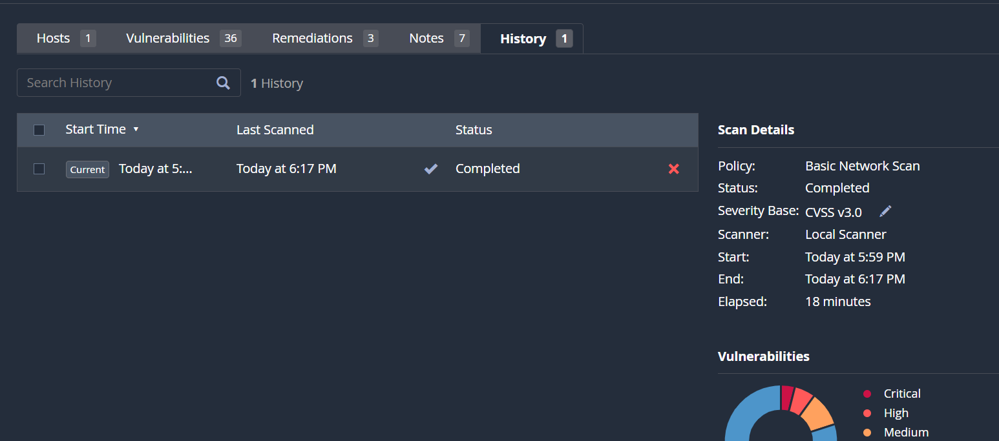 Hosts 1 Vulnerabilities 36 Remediations 3 Notes 7 History 1
Search History 1 History
Start Time Last Scanned Status
Current Today at 5:... Today at 6:17 PM Completed
Scan Details
Policy: Basic Network Scan
Status: Completed
Severity Base: CVSS v3.0
Scanner: Local Scanner
Start: Today at 5:59 PM
End: Today at 6:17 PM
Elapsed: 18 minutes
Vulnerabilities
Critical
High
Medium